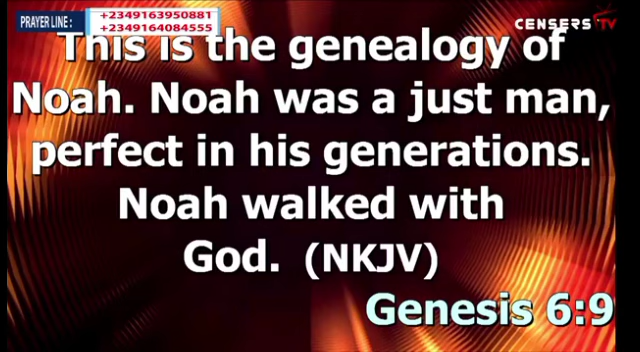 PRAYER LINE :
+2349163950881
+2349164084555
CENSERS TV
This is the genealogy of
Noah. Noah was a just man,
perfect in his generations.
Noah walked with
God. (NKJV)
Genesis 6:9